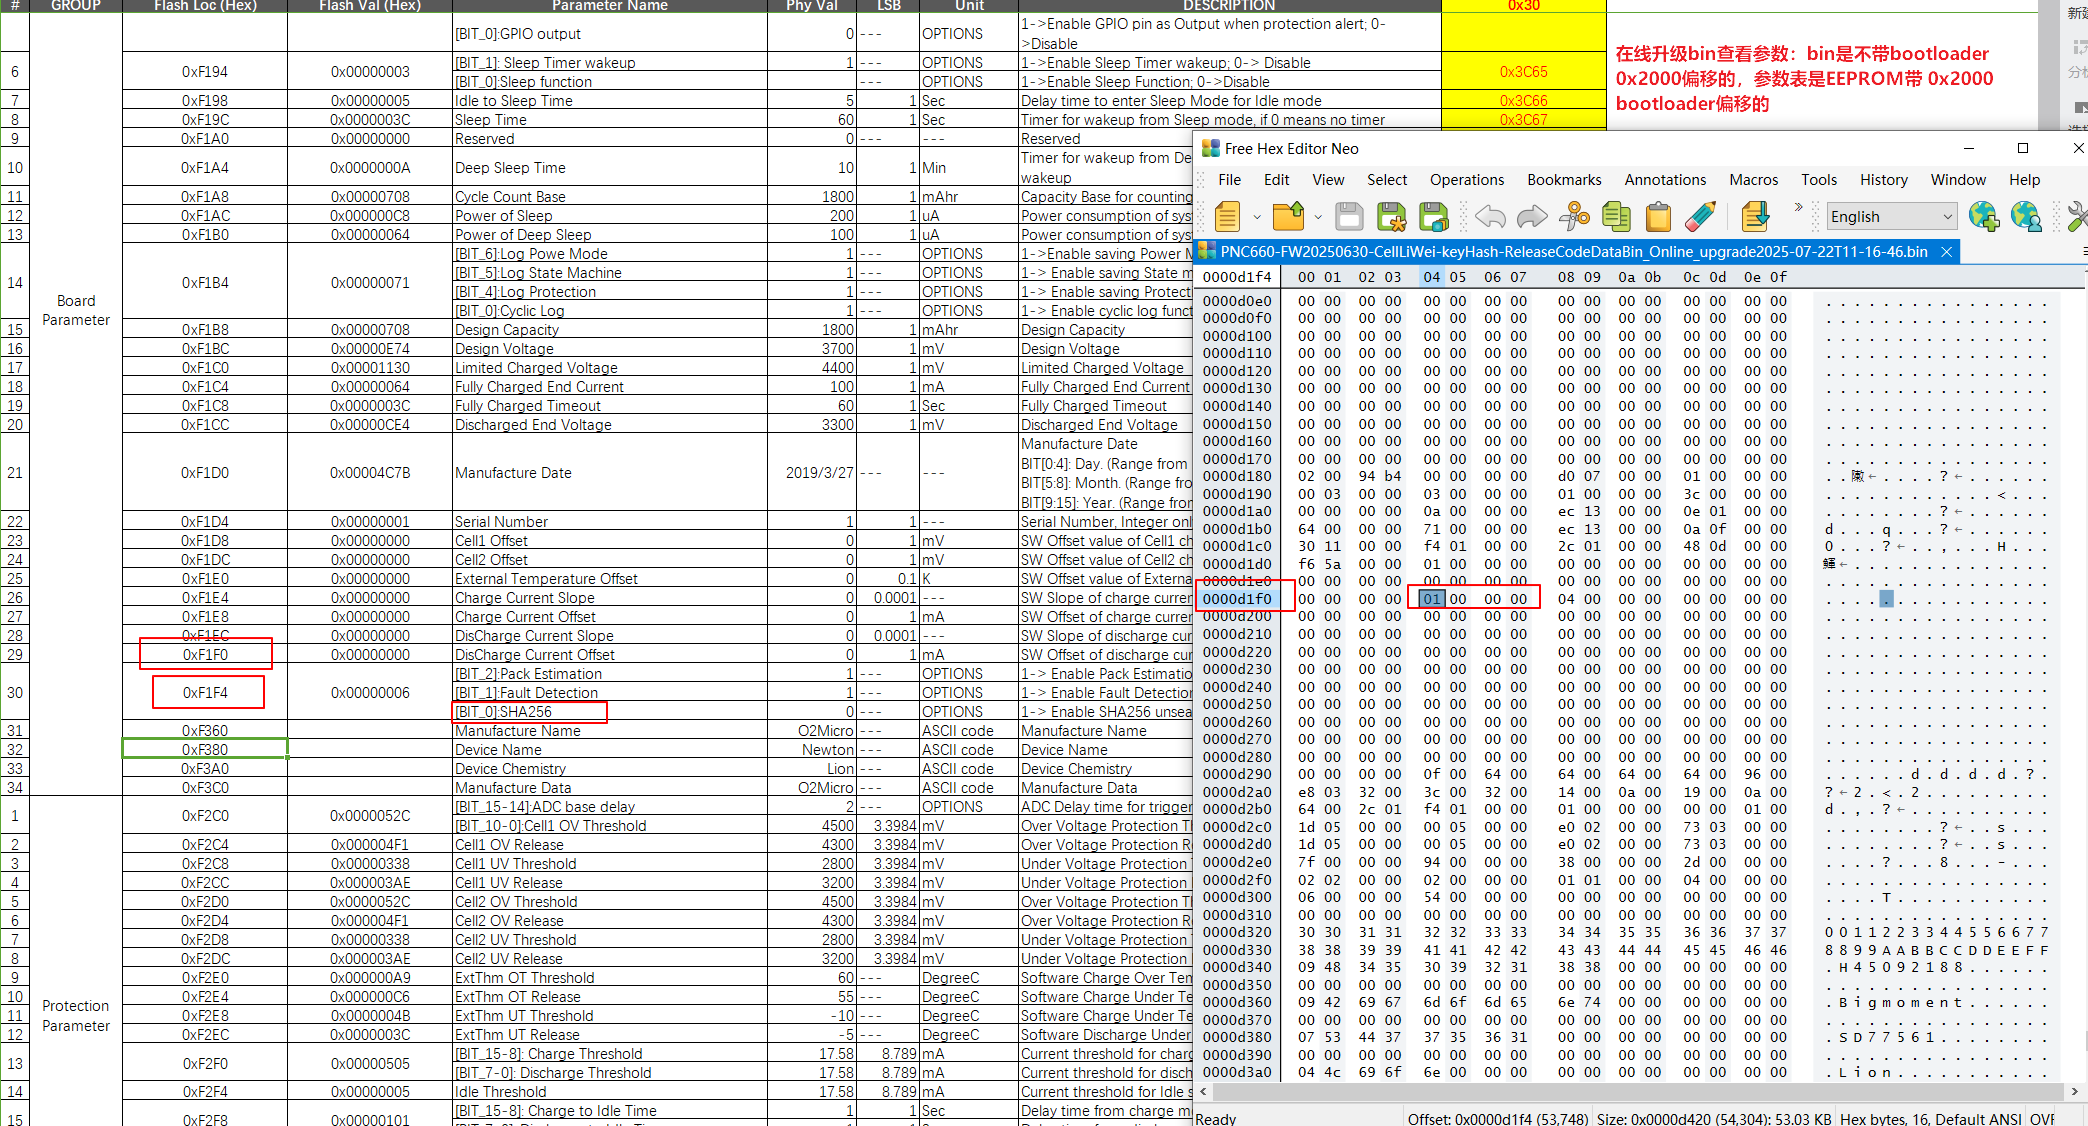 # GROUP Flash Loc (Hex) Flash Val (Hex) Parameter Name Phy Val LSB Unit DESCRIPTION 0x30
[BIT_0]:GPIO output 0 --- OPTIONS 1->Enable GPIO pin as Output when protection alert; 0-
>Disable
6 0xF194 0x00000003 [BIT_1]: Sleep Timer wakeup 1 --- OPTIONS 1->Enable Sleep Timer wakeup; 0-> Disable 0x3C65
[BIT_0]:Sleep function --- OPTIONS 1->Enable Sleep Function; 0->Disable
7 0xF198 0x00000005 Idle to Sleep Time 5 1 Sec Delay time to enter Sleep Mode for Idle mode 0x3C66
8 0xF19C 0x0000003C Sleep Time 60 1 Sec Timer for wakeup from Sleep mode, if 0 means no timer 0x3C67
9 0xF1A0 0x00000000 Reserved 0 --- --- Reserved
10 0xF1A4 0x0000000A Deep Sleep Time 10 1 Min Timer for wakeup from De
wakeup
11 0xF1A8 0x00000708 Cycle Count Base 1800 1 mAhr Capacity Base for counting
12 0xF1AC 0x000000C8 Power of Sleep 200 1 uA Power consumption of sys
13 0xF1B0 0x00000064 Power of Deep Sleep 100 1 uA Power consumption of sys
14 0xF1B4 0x00000071 [BIT_6]:Log Powe Mode 1 --- OPTIONS 1->Enable saving Power M
[BIT_5]:Log State Machine 1 --- OPTIONS 1-> Enable saving State m
[BIT_4]:Log Protection 1 --- OPTIONS 1-> Enable saving Protect
[BIT_0]:Cyclic Log 1 --- OPTIONS 1-> Enable cyclic log funct
Board
Parameter
15 0xF1B8 0x00000708 Design Capacity 1800 1 mAhr Design Capacity
16 0xF1BC 0x00000E74 Design Voltage 3700 1 mV Design Voltage
17 0xF1C0 0x00001130 Limited Charged Voltage 4400 1 mV Limited Charged Voltage
18 0xF1C4 0x00000064 Fully Charged End Current 100 1 mA Fully Charged End Current
19 0xF1C8 0x0000003C Fully Charged Timeout 60 1 Sec Fully Charged Timeout
20 0xF1CC 0x00000CE4 Discharged End Voltage 3300 1 mV Discharged End Voltage
21 0xF1D0 0x00004C7B Manufacture Date 2019/3/27 --- --- Manufacture Date
BIT[0:4]: Day. (Range from
BIT[5:8]: Month. (Range fro
BIT[9:15]: Year. (Range from
22 0xF1D4 0x00000001 Serial Number 1 1 --- Serial Number, Integer onl
23 0xF1D8 0x00000000 Cell1 Offset 0 1 mV SW Offset value of Cell1 ch
24 0xF1DC 0x00000000 Cell2 Offset 0 1 mV SW Offset value of Cell2 ch
25 0xF1E0 0x00000000 External Temperature Offset 0 0.1 K SW Offset value of Externa
26 0xF1E4 0x00000000 Charge Current Slope 0 0.0001 --- SW Slope of charge curren
27 0xF1E8 0x00000000 Charge Current Offset 0 1 mA SW Offset of charge curren
28 0xF1EC 0x00000000 DisCharge Current Slope 0 0.0001 --- SW Slope of discharge cur
29 0xF1F0 0x00000000 DisCharge Current Offset 0 1 mA SW Offset of discharge cur
30 0xF1F4 0x00000006 [BIT_2]:Pack Estimation 1 --- OPTIONS 1-> Enable Pack Estimation
[BIT_1]:Fault Detection 1 --- OPTIONS 1-> Enable Fault Detection
[BIT_0]:SHA256 0 --- OPTIONS 1-> Enable SHA256 unsea
31 0xF360 Manufacture Name O2Micro --- ASCII code Manufacture Name
32 0xF380 Device Name Newton --- ASCII code Device Name
33 0xF3A0 Device Chemistry Lion --- ASCII code Device Chemistry
34 0xF3C0 Manufacture Data O2Micro --- ASCII code Manufacture Data
1 0xF2C0 0x0000052C [BIT_15-14]:ADC base delay 2 --- OPTIONS ADC Delay time for trigger
[BIT_10-0]:Cell1 OV Threshold 4500 3.3984 mV Over Voltage Protection Th
2 0xF2C4 0x000004F1 Cell1 OV Release 4300 3.3984 mV Over Voltage Protection Re
3 0xF2C8 0x00000338 Cell1 UV Threshold 2800 3.3984 mV Under Voltage Protection
4 0xF2CC 0x000003AE Cell1 UV Release 3200 3.3984 mV Under Voltage Protection
5 0xF2D0 0x0000052C Cell2 OV Threshold 4500 3.3984 mV Over Voltage Protection Th
6 0xF2D4 0x000004F1 Cell2 OV Release 4300 3.3984 mV Over Voltage Protection Re
7 0xF2D8 0x00000338 Cell2 UV Threshold 2800 3.3984 mV Under Voltage Protection
8 0xF2DC 0x000003AE Cell2 UV Release 3200 3.3984 mV Under Voltage Protection
9 0xF2E0 0x000000A9 ExtThm OT Threshold 60 --- DegreeC Software Charge Over Ten
10 0xF2E4 0x000000C6 ExtThm OT Release 55 --- DegreeC Software Charge Under Te
Protection
Parameter
11 0xF2E8 0x0000004B ExtThm UT Threshold -10 --- DegreeC Software Charge Under Te
12 0xF2EC 0x0000003C ExtThm UT Release -5 --- DegreeC Software Discharge Under
13 0xF2F0 0x00000505 [BIT_15-8]: Charge Threshold 17.58 8.789 mA Current threshold for charg
[BIT_7-0]: Discharge Threshold 17.58 8.789 mA Current threshold for disch
14 0xF2F4 0x00000005 Idle Threshold 17.58 8.789 mA Current threshold for Idle s
15 0xF2F8 0x00000101 [BIT_15-8]: Charge to Idle Time 1 1 Sec Delay time from charge m
在线升级bin查看参数：bin是不带bootloader
0x2000偏移的，参数表是EEPROM带 0x2000
bootloader偏移的
Free Hex Editor Neo
File Edit View Select Operations Bookmarks Annotations Macros Tools History Window Help
English
PNC660-FW20250630-CellLiWei-keyHash-ReleaseCodeDataBin_Online_upgrade2025-07-22T11-16-46.bin
0000d1f4 00 01 02 03 04 05 06 07 08 09 0a 0b 0c 0d 0e 0f
0000d0e0 00 00 00 00 00 00 00 00 00 00 00 00 00 00 00 00
0000d0f0 00 00 00 00 00 00 00 00 00 00 00 00 00 00 00 00
0000d100 00 00 00 00 00 00 00 00 00 00 00 00 00 00 00 00
0000d110 00 00 00 00 00 00 00 00 00 00 00 00 00 00 00 00
0000d120 00 00 00 00 00 00 00 00 00 00 00 00 00 00 00 00
0000d130 00 00 00 00 00 00 00 00 00 00 00 00 00 00 00 00
0000d140 00 00 00 00 00 00 00 00 00 00 00 00 00 00 00 00
0000d150 00 00 00 00 00 00 00 00 00 00 00 00 00 00 00 00
0000d160 00 00 00 00 00 00 00 00 00 00 00 00 00 00 00 00
0000d170 00 00 00 00 00 00 00 00 00 00 00 00 00 00 00 00
0000d180 02 00 94 b4 00 00 00 00 d0 07 00 00 01 00 00 00
0000d190 00 03 00 00 03 00 00 00 01 00 00 00 3c 00 00 00
0000d1a0 00 00 00 00 0a 00 00 00 ec 13 00 00 0e 01 00 00
0000d1b0 64 00 00 00 71 00 00 00 ec 13 00 00 0a 0f 00 00
0000d1c0 30 11 00 00 f4 01 00 00 2c 01 00 00 48 0d 00 00
0000d1d0 f6 5a 00 00 01 00 00 00 00 00 00 00 00 00 00 00
0000d1e0 00 00 00 00 00 00 00 00 00 00 00 00 00 00 00 00
0000d1f0 00 00 00 00 01 00 00 00 04 00 00 00 00 00 00 00
0000d200 00 00 00 00 00 00 00 00 00 00 00 00 00 00 00 00
0000d210 00 00 00 00 00 00 00 00 00 00 00 00 00 00 00 00
0000d220 00 00 00 00 00 00 00 00 00 00 00 00 00 00 00 00
0000d230 00 00 00 00 00 00 00 00 00 00 00 00 00 00 00 00
0000d240 00 00 00 00 00 00 00 00 00 00 00 00 00 00 00 00
0000d250 00 00 00 00 00 00 00 00 00 00 00 00 00 00 00 00
0000d260 00 00 00 00 00 00 00 00 00 00 00 00 00 00 00 00
0000d270 00 00 00 00 00 00 00 00 00 00 00 00 00 00 00 00
0000d280 00 00 00 00 00 00 00 00 00 00 00 00 00 00 00 00
0000d290 00 00 00 00 0f 00 64 00 64 00 64 00 64 00 96 00 ......d.d.d.d.?.
0000d2a0 e8 03 32 00 3c 00 32 00 14 00 0a 00 19 00 0a 00
0000d2b0 64 00 2c 01 f4 01 00 00 01 00 00 00 00 00 01 00
0000d2c0 1d 05 00 00 00 05 00 00 e0 02 00 00 73 03 00 00
0000d2d0 1d 05 00 00 00 05 00 00 e0 02 00 00 73 03 00 00
0000d2e0 7f 00 00 00 94 00 00 00 38 00 00 00 2d 00 00 00
0000d2f0 02 02 00 00 02 00 00 00 01 01 00 00 04 00 00 00
0000d300 06 00 00 00 54 00 00 00 00 00 00 00 00 00 00 00
0000d310 00 00 00 00 00 00 00 00 00 00 00 00 00 00 00 00
0000d320 30 30 31 31 32 32 33 33 34 34 35 35 36 36 37 37 0011223344556677
0000d330 38 38 39 39 41 41 42 42 43 43 44 44 45 45 46 46 8899AABBCCDDEEFF
0000d340 09 48 34 35 30 39 32 31 38 38 00 00 00 00 00 00 .H45092188......
0000d350 00 00 00 00 00 00 00 00 00 00 00 00 00 00 00 00
0000d360 09 42 69 67 6d 6f 6d 65 6e 74 00 00 00 00 00 00 .Bigmoment......
0000d370 00 00 00 00 00 00 00 00 00 00 00 00 00 00 00 00
0000d380 07 53 44 37 37 35 36 31 00 00 00 00 00 00 00 00 .SD77561........
0000d390 00 00 00 00 00 00 00 00 00 00 00 00 00 00 00 00
0000d3a0 04 4c 69 6f 6e 00 00 00 00 00 00 00 00 00 00 00 .Lion...........
Ready Offset: 0x0000d1f4 (53,748) Size: 0x0000d420 (54,304): 53.03 KB Hex bytes, 16, Default ANSI OVR